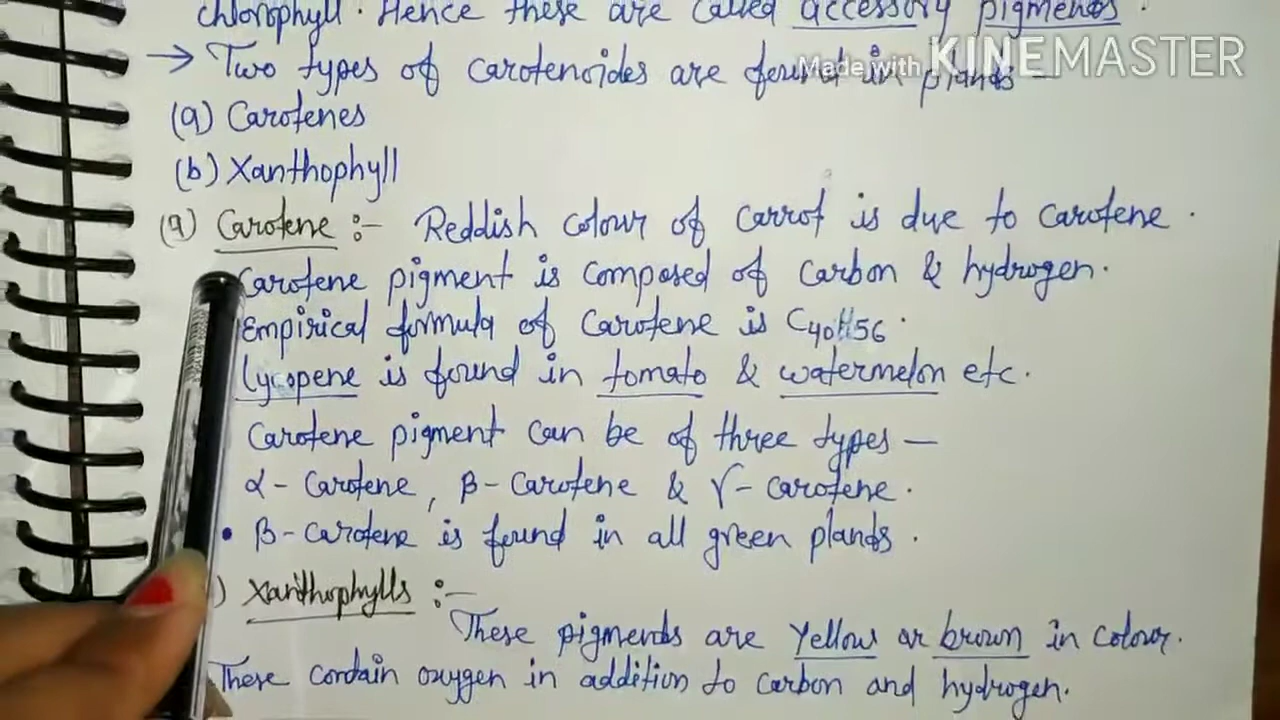 chlorophyll. Hence these are called accessory pigments.
→ Two types of carotenoides are found in plants –
Made with KINEMASTER
(a) Carotenes
(b) Xanthophyll
(a) Carotene :- Reddish colour of carrot is due to carotene.
Carotene pigment is composed of carbon & hydrogen.
Empirical formula of carotene is C40H56.
Lycopene is found in tomato & watermelon etc.
Carotene pigment can be of three types –
α - carotene, β - carotene & γ - carotene.
• β - carotene is found in all green plants.
) Xanthophylls :-
These pigments are yellow or brown in colour.
These contain oxygen in addition to carbon and hydrogen.